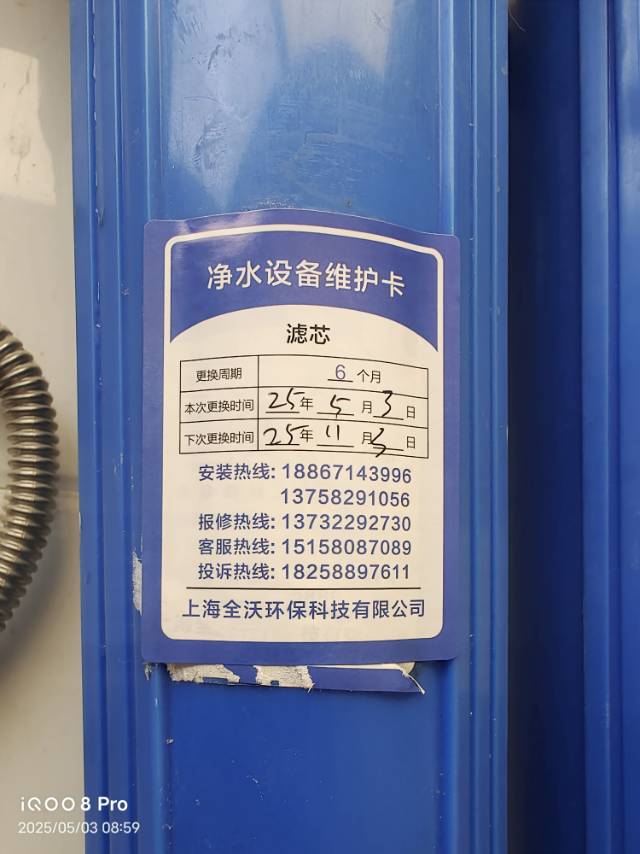 净水设备维护卡
滤芯
更换周期 6 个月
本次更换时间 25年 5 月 3 日
下次更换时间 25年 11 月 3 日
安装热线: 18867143996
13758291056
报修热线: 13732292730
客服热线: 15158087089
投诉热线: 18258897611
上海全沃环保科技有限公司
iQOO 8 Pro
2025/05/03 08:59